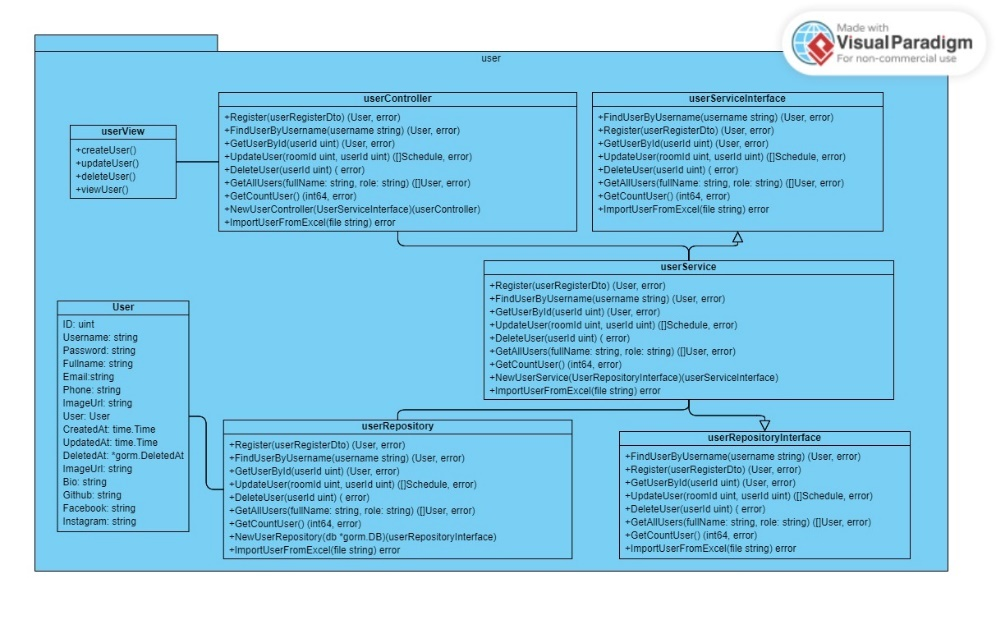 Made with
Visual Paradigm
For non-commercial use
user
userView
+createUser()
+updateUser()
+deleteUser()
+viewUser()
userController
+Register(userRegisterDto) (User, error)
+FindUserByUsername(username string) (User, error)
+GetUserById(userId uint) (User, error)
+UpdateUser(roomId uint, userId uint) ([]Schedule, error)
+DeleteUser(userId uint) ( error)
+GetAllUsers(fullName: string, role: string) ([]User, error)
+GetCountUser() (int64, error)
+NewUserController(UserServiceInterface)(userController)
+ImportUserFromExcel(file string) error
userServiceInterface
+FindUserByUsername(username string) (User, error)
+Register(userRegisterDto) (User, error)
+GetUserById(userId uint) (User, error)
+UpdateUser(roomId uint, userId uint) ([]Schedule, error)
+DeleteUser(userId uint) ( error)
+GetAllUsers(fullName: string, role: string) ([]User, error)
+GetCountUser() (int64, error)
+ImportUserFromExcel(file string) error
userService
+Register(userRegisterDto) (User, error)
+FindUserByUsername(username string) (User, error)
+GetUserById(userId uint) (User, error)
+UpdateUser(roomId uint, userId uint) ([]Schedule, error)
+DeleteUser(userId uint) ( error)
+GetAllUsers(fullName: string, role: string) ([]User, error)
+GetCountUser() (int64, error)
+NewUserService(UserRepositoryInterface)(userServiceInterface)
+ImportUserFromExcel(file string) error
User
ID: uint
Username: string
Password: string
Fullname: string
Email:string
Phone: string
ImageUrl: string
User: User
CreatedAt: time.Time
UpdatedAt: time.Time
DeletedAt: *gorm.DeletedAt
ImageUrl: string
Bio: string
Github: string
Facebook: string
Instagram: string
userRepository
+Register(userRegisterDto) (User, error)
+FindUserByUsername(username string) (User, error)
+GetUserById(userId uint) (User, error)
+UpdateUser(roomId uint, userId uint) ([]Schedule, error)
+DeleteUser(userId uint) ( error)
+GetAllUsers(fullName: string, role: string) ([]User, error)
+GetCountUser() (int64, error)
+NewUserRepository(db *gorm.DB)(userRepositoryInterface)
+ImportUserFromExcel(file string) error
userRepositoryInterface
+FindUserByUsername(username string) (User, error)
+Register(userRegisterDto) (User, error)
+GetUserById(userId uint) (User, error)
+UpdateUser(roomId uint, userId uint) ([]Schedule, error)
+DeleteUser(userId uint) ( error)
+GetAllUsers(fullName: string, role: string) ([]User, error)
+GetCountUser() (int64, error)
+ImportUserFromExcel(file string) error